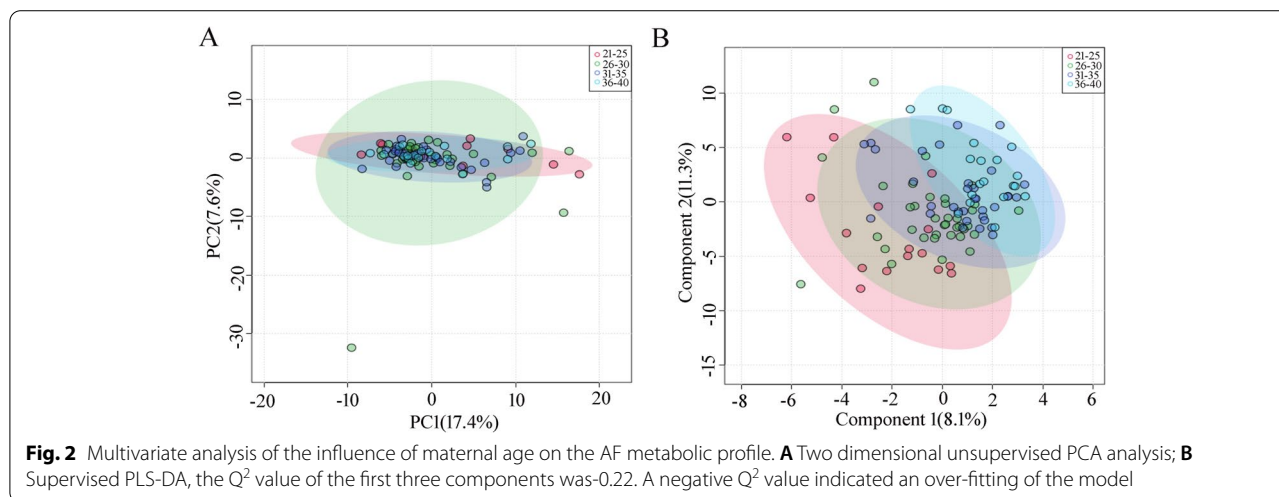 A
21-25
26-30
31-35
36-40
10
0
-10
-20
-30
PC2(7.6%)
-20 -10 0 10 20
PC1(17.4%)
B
21-25
26-30
31-35
36-40
10
5
0
-5
-10
-15
Component 2(11.3%)
-8 -6 -4 -2 0 2 4 6
Component 1(8.1%)
Fig. 2 Multivariate analysis of the influence of maternal age on the AF metabolic profile. A Two dimensional unsupervised PCA analysis; B
Supervised PLS-DA, the Q² value of the first three components was-0.22. A negative Q² value indicated an over-fitting of the model